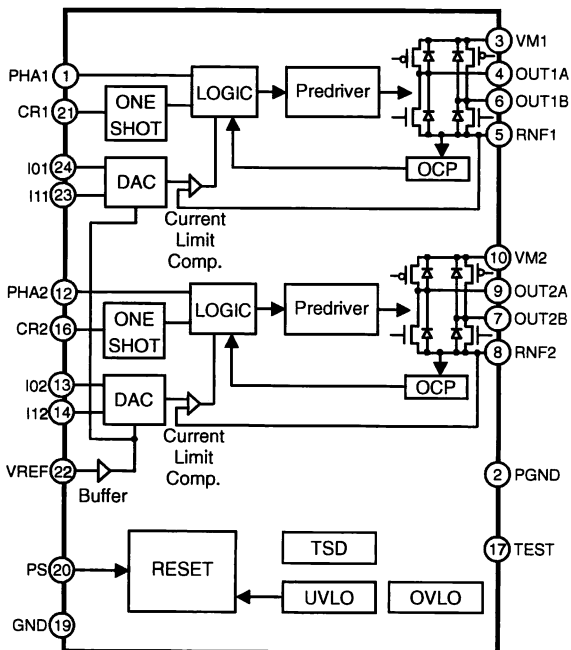 PHA1 1
CR1 21
I01 24
I11 23
ONE SHOT
LOGIC
Predriver
DAC
Current Limit Comp.
OCP
3 VM1
4 OUT1A
6 OUT1B
5 RNF1
PHA2 12
CR2 16
I02 13
I12 14
ONE SHOT
LOGIC
Predriver
DAC
Current Limit Comp.
OCP
10 VM2
9 OUT2A
7 OUT2B
8 RNF2
VREF 22
Buffer
2 PGND
17 TEST
PS 20
RESET
TSD
UVLO
OVLO
GND 19